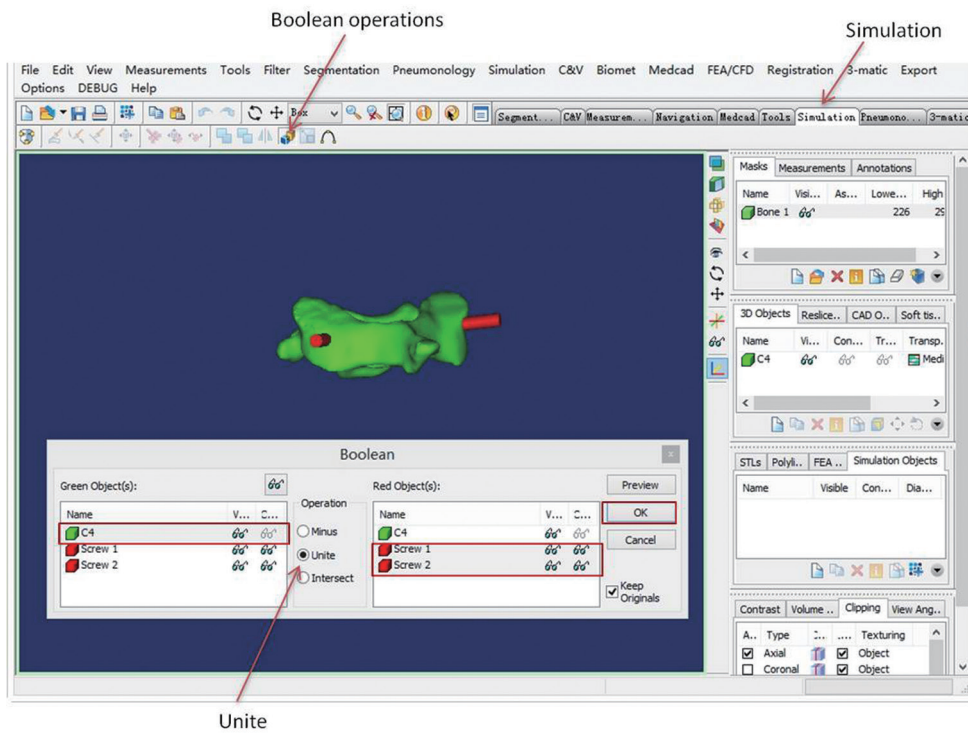 Boolean operations
Simulation
File Edit View Measurements Tools Filter Segmentation Pneumonology Simulation C&V Biomet Medcad FEA/CFD Registration 3-matic Export
Options DEBUG Help
Box
Segment... C&V Measurem... Navigation Medcad Tools Simulation Pneumono... 3-matic
Masks Measurements Annotations
Name Visi... As... Lowe... High
Bone 1 226 29
3D Objects Reslice.. CAD O.. Soft tis..
Name Vi... Con... Tr... Transp.
C4 Medi
Boolean
Green Object(s): Red Object(s): Preview
Operation
Name V... C... Name V... C... OK
C4 Minus C4
Screw 1 Unite Screw 1 Cancel
Screw 2 Intersect Screw 2
Keep
Originals
STLs Polyli.. FEA .. Simulation Objects
Name Visible Con... Dia...
Contrast Volume .. Clipping View Ang..
A.. Type .... Texturing
Axial Object
Coronal Object
Unite